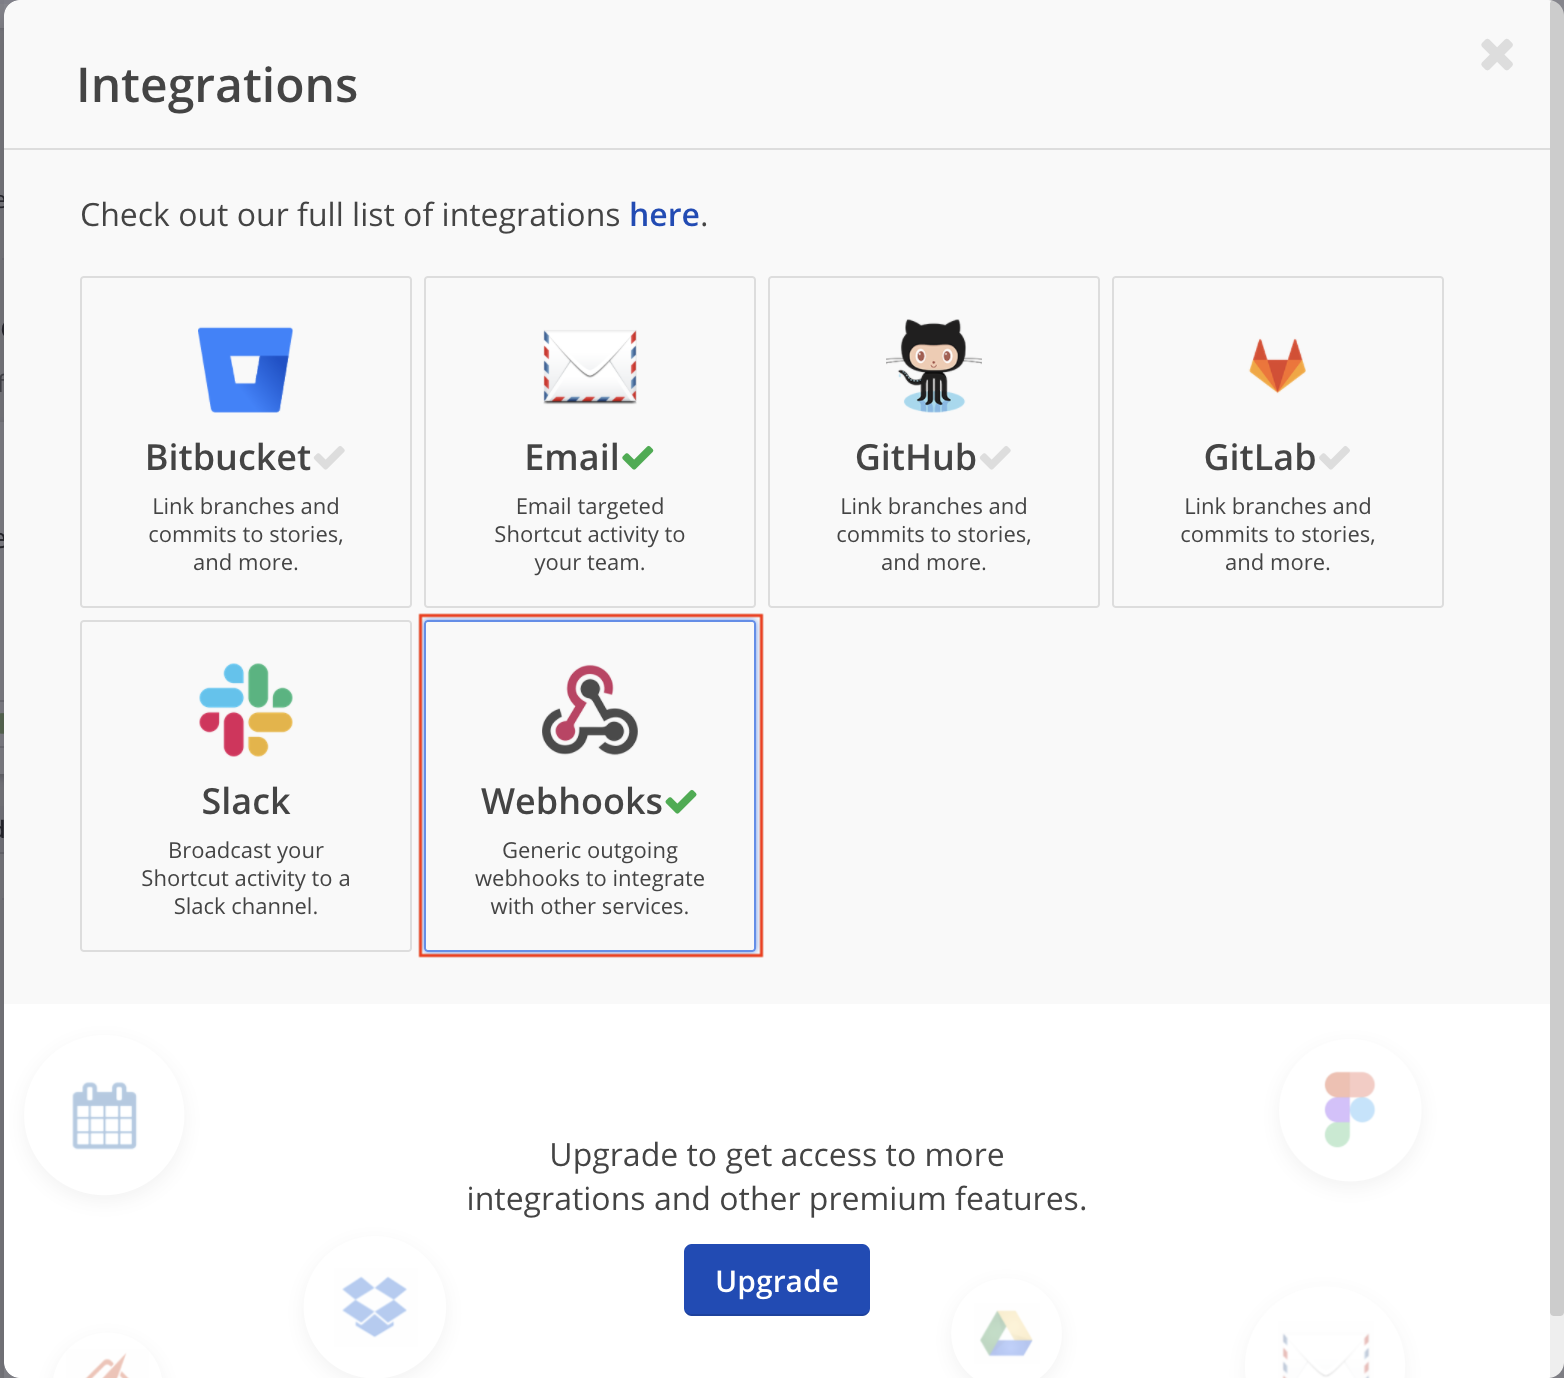 Integrations
Check out our full list of integrations here.
Bitbucket
Link branches and
commits to stories,
and more.
Email
Email targeted
Shortcut activity to
your team.
GitHub
Link branches and
commits to stories,
and more.
GitLab
Link branches and
commits to stories,
and more.
Slack
Broadcast your
Shortcut activity to a
Slack channel.
Webhooks
Generic outgoing
webhooks to integrate
with other services.
Upgrade to get access to more
integrations and other premium features.
Upgrade